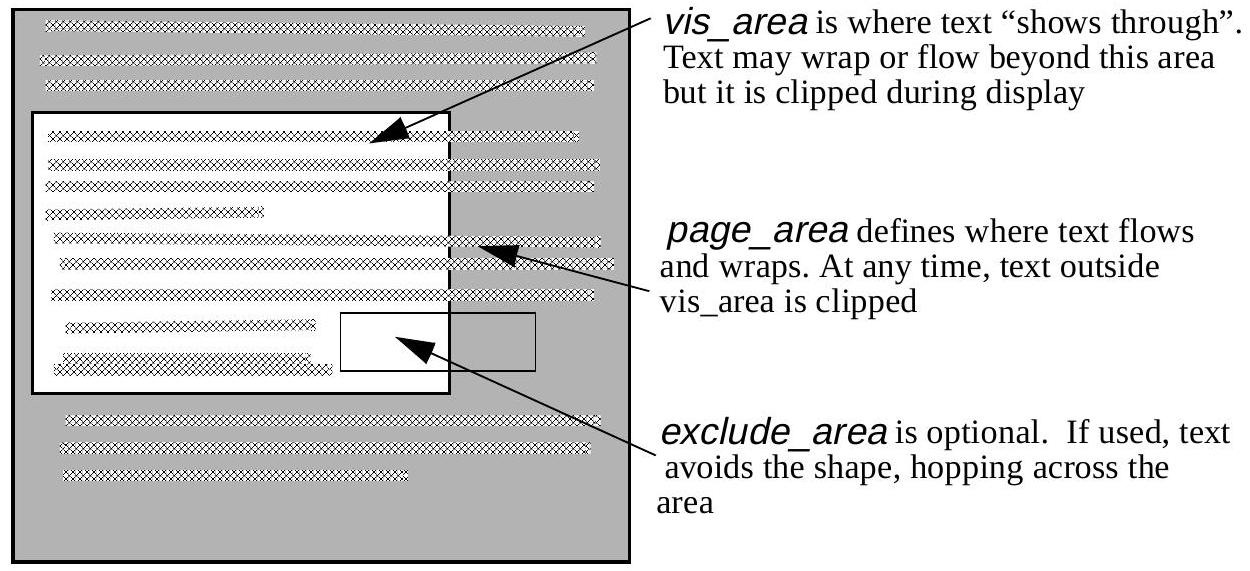 vis_area is where text “shows through”.
Text may wrap or flow beyond this area
but it is clipped during display
page_area defines where text flows
and wraps. At any time, text outside
vis_area is clipped
exclude_area is optional.  If used, text
avoids the shape, hopping across the
area